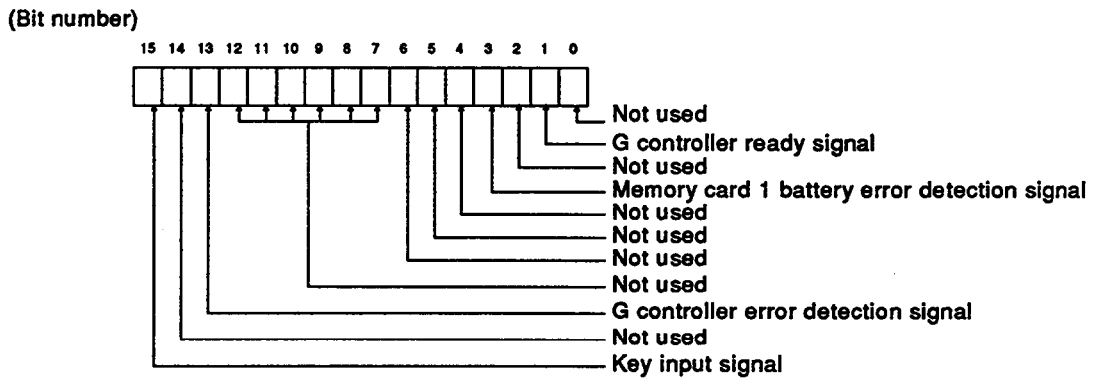 (Bit number)
15 14 13 12 11 10 9 8 7 6 5 4 3 2 1 0
Not used
G controller ready signal
Not used
Memory card 1 battery error detection signal
Not used
Not used
Not used
Not used
G controller error detection signal
Not used
Key input signal